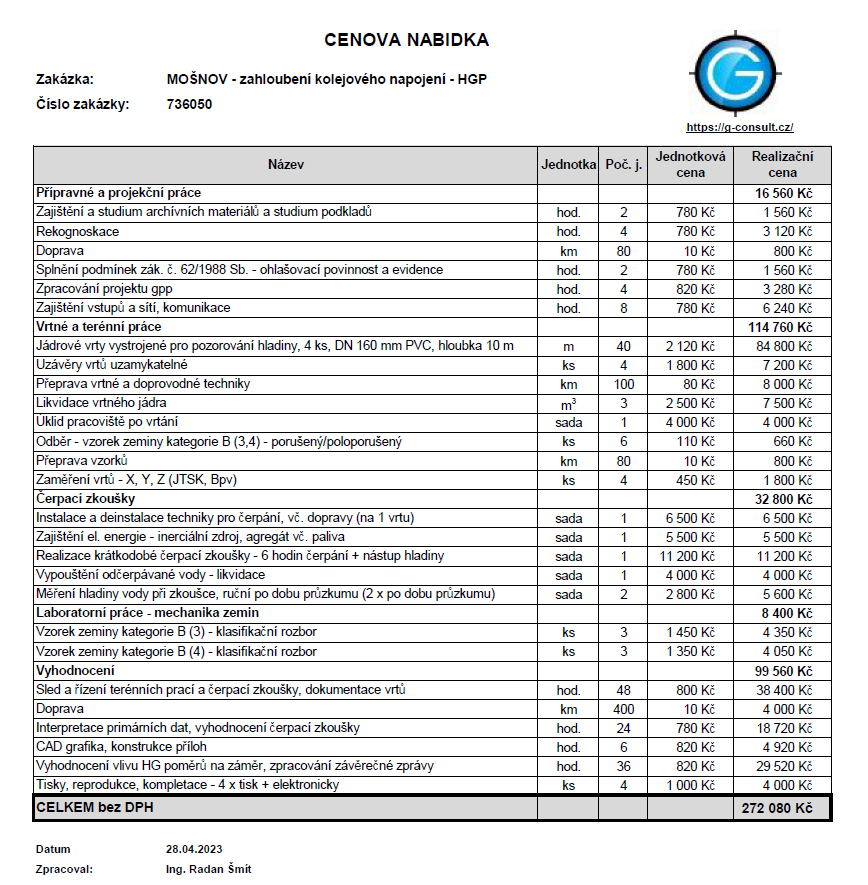 CENOVA NABIDKA
Zakázka: MOŠNOV - zahloubení kolejového napojení - HGP
Číslo zakázky: 736050
G
https://g-consult.cz/
Název Jednotka Poč. j. Jednotková cena Realizační cena
Přípravné a projekční práce 16 560 Kč
Zajištění a studium archívních materiálů a studium podkladů hod. 2 780 Kč 1 560 Kč
Rekognoskace hod. 4 780 Kč 3 120 Kč
Doprava km 80 10 Kč 800 Kč
Splnění podmínek zák. č. 62/1988 Sb. - ohlašovací povinnost a evidence hod. 2 780 Kč 1 560 Kč
Zpracování projektu gpp hod. 4 820 Kč 3 280 Kč
Zajištění vstupů a sítí, komunikace hod. 8 780 Kč 6 240 Kč
Vrtné a terénní práce 114 760 Kč
Jádrové vrty vystrojené pro pozorování hladiny, 4 ks, DN 160 mm PVC, hloubka 10 m m 40 2 120 Kč 84 800 Kč
Uzávěry vrtů uzamykatelné ks 4 1 800 Kč 7 200 Kč
Přeprava vrtné a doprovodné techniky km 100 80 Kč 8 000 Kč
Likvidace vrtného jádra m³ 3 2 500 Kč 7 500 Kč
Úklid pracoviště po vrtání sada 1 4 000 Kč 4 000 Kč
Odběr - vzorek zeminy kategorie B (3,4) - porušený/poloporušený ks 6 110 Kč 660 Kč
Přeprava vzorků km 80 10 Kč 800 Kč
Zaměření vrtů - X, Y, Z (JTSK, Bpv) ks 4 450 Kč 1 800 Kč
Čerpací zkoušky 32 800 Kč
Instalace a deinstalace techniky pro čerpání, vč. dopravy (na 1 vrtu) sada 1 6 500 Kč 6 500 Kč
Zajištění el. energie - inerciální zdroj, agregát vč. paliva sada 1 5 500 Kč 5 500 Kč
Realizace krátkodobé čerpací zkoušky - 6 hodin čerpání + nástup hladiny sada 1 11 200 Kč 11 200 Kč
Vypouštění odčerpávané vody - likvidace sada 1 4 000 Kč 4 000 Kč
Měření hladiny vody při zkoušce, ruční po dobu průzkumu (2 x po dobu průzkumu) sada 2 2 800 Kč 5 600 Kč
Laboratorní práce - mechanika zemin 8 400 Kč
Vzorek zeminy kategorie B (3) - klasifikační rozbor ks 3 1 450 Kč 4 350 Kč
Vzorek zeminy kategorie B (4) - klasifikační rozbor ks 3 1 350 Kč 4 050 Kč
Vyhodnocení 99 560 Kč
Sled a řízení terénních prací a čerpací zkoušky, dokumentace vrtů hod. 48 800 Kč 38 400 Kč
Doprava km 400 10 Kč 4 000 Kč
Interpretace primárních dat, vyhodnocení čerpací zkoušky hod. 24 780 Kč 18 720 Kč
CAD grafika, konstrukce příloh hod. 6 820 Kč 4 920 Kč
Vyhodnocení vlivu HG poměrů na záměr, zpracování závěrečné zprávy hod. 36 820 Kč 29 520 Kč
Tisky, reprodukce, kompletace - 4 x tisk + elektronicky ks 4 1 000 Kč 4 000 Kč
CELKEM bez DPH 272 080 Kč
Datum 28.04.2023
Zpracoval: Ing. Radan Šmít